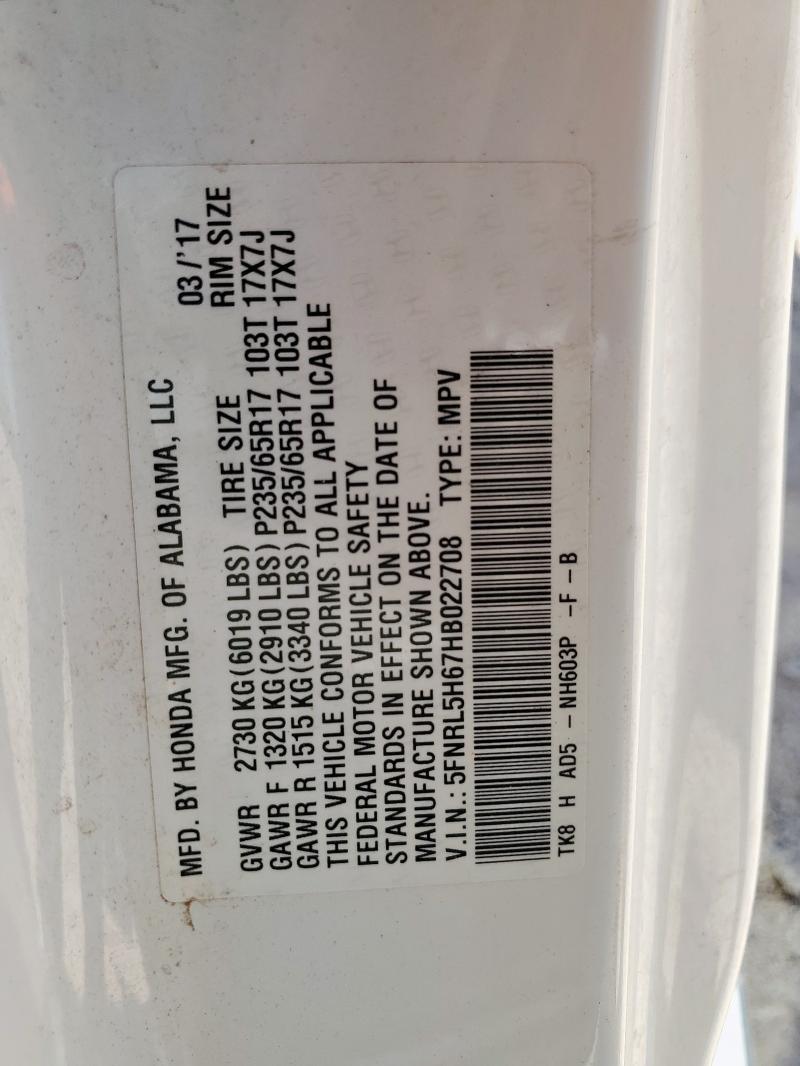 MFD. BY HONDA MFG. OF ALABAMA, LLC 03/'17
GVWR 2730 KG (6019 LBS) TIRE SIZE RIM SIZE
GAWR F 1320 KG (2910 LBS) P235/65R17 103T 17X7J
GAWR R 1515 KG (3340 LBS) P235/65R17 103T 17X7J
THIS VEHICLE CONFORMS TO ALL APPLICABLE
FEDERAL MOTOR VEHICLE SAFETY
STANDARDS IN EFFECT ON THE DATE OF
MANUFACTURE SHOWN ABOVE.
V.I.N.: 5FNRL5H67HB022708 TYPE: MPV
TK8 H AD5 -NH603P -F-B